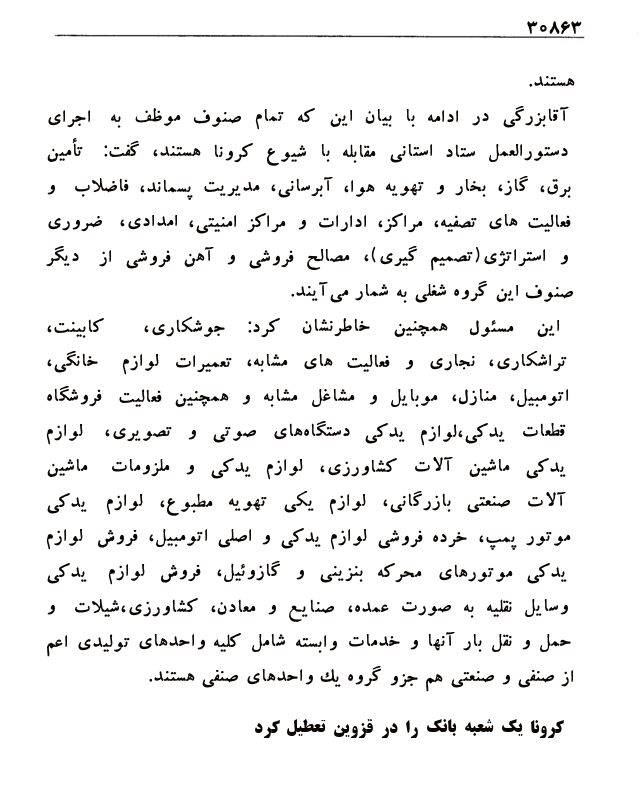 ۳۰۸۶۳
هستند.
آقابزرگی در ادامه با بیان این که تمام صنوف موظف به اجرای
دستورالعمل ستاد استانی مقابله با شیوع کرونا هستند، گفت: تأمین
برق، گاز، بخار و تهویه هوا، آبرسانی، مدیریت پسماند، فاضلاب و
فعالیت های تصفیه، مراکز، ادارات و مراکز امنیتی، امدادی، ضروری
و استراتژی(تصمیم گیری)، مصالح فروشی و آهن فروشی از دیگر
صنوف این گروه شغلی به شمار می‌آیند.
این مسئول همچنین خاطرنشان کرد: جوشکاری، کابینت،
تراشکاری، نجاری و فعالیت های مشابه، تعمیرات لوازم خانگی،
اتومبیل، منازل، موبایل و مشاغل مشابه و همچنین فعالیت فروشگاه
قطعات یدکی،لوازم یدکی دستگاه‌های صوتی و تصویری، لوازم
یدکی ماشین آلات کشاورزی، لوازم یدکی و ملزومات ماشین
آلات صنعتی بازرگانی، لوازم یکی تهویه مطبوع، لوازم یدکی
موتور پمپ، خرده فروشی لوازم یدکی و اصلی اتومبیل، فروش لوازم
یدکی موتورهای محرکه بنزینی و گازوئیل، فروش لوازم یدکی
وسایل نقلیه به صورت عمده، صنایع و معادن، کشاورزی،شیلات و
حمل و نقل بار آنها و خدمات وابسته شامل کلیه واحدهای تولیدی اعم
از صنفی و صنعتی هم جزو گروه یك واحدهای صنفی هستند.
کرونا یک شعبه بانک را در قزوین تعطیل کرد